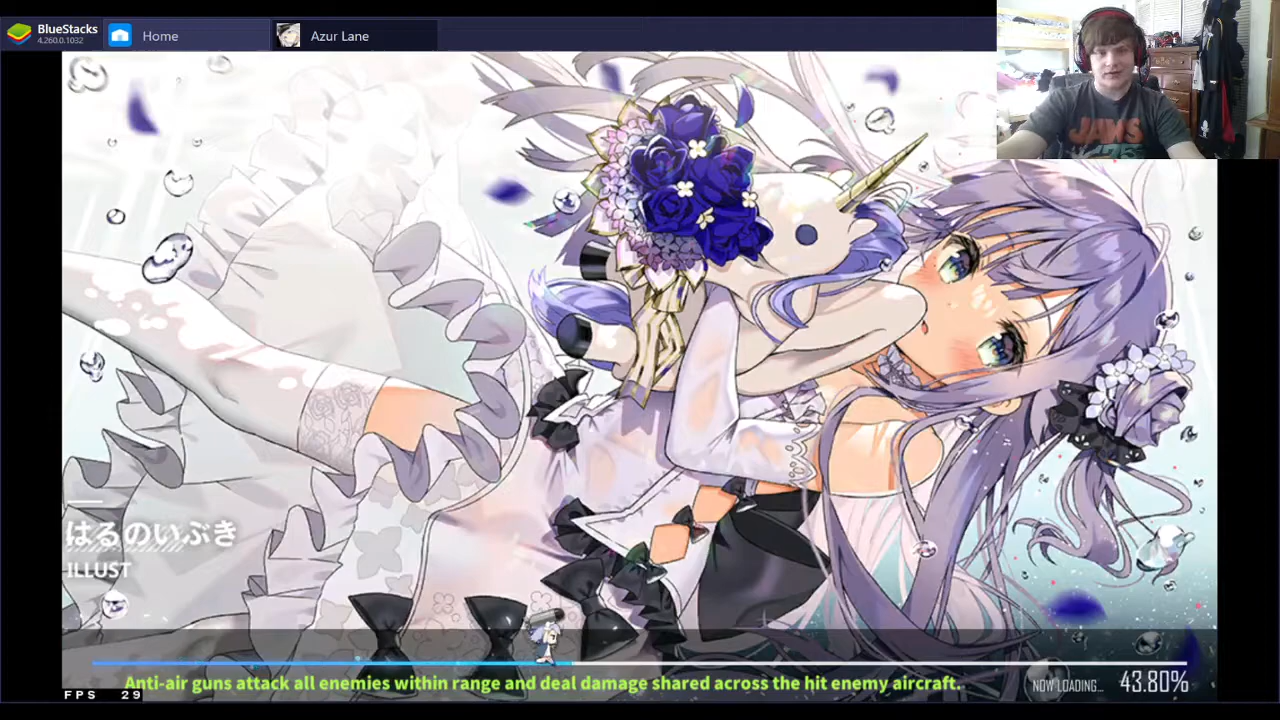 BlueStacks
4.260.0.1032
Home
Azur Lane
JAWS
はるのいぶき
ILLUST
Anti-air guns attack all enemies within range and deal damage shared across the hit enemy aircraft.
NOW LOADING...
43.80%
FPS 29